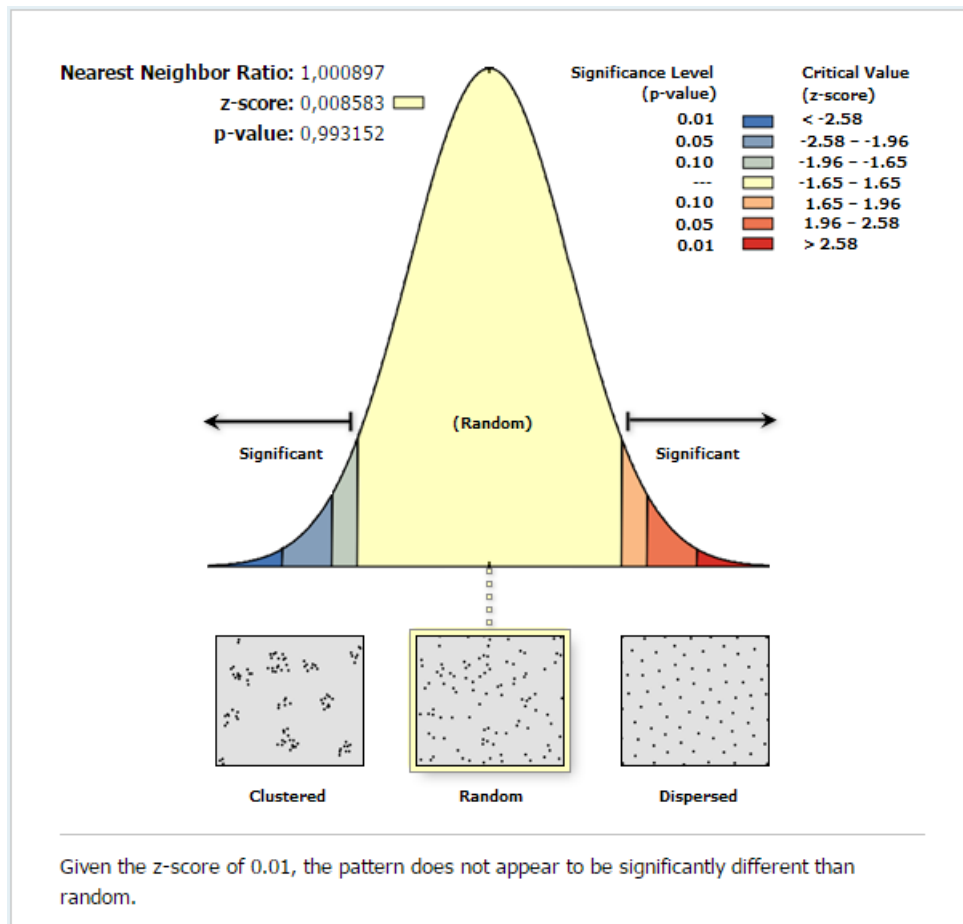 Nearest Neighbor Ratio: 1,000897
z-score: 0,008583
p-value: 0,993152
Significance Level Critical Value
(p-value) (z-score)
0.01 < -2.58
0.05 -2.58 – -1.96
0.10 -1.96 – -1.65
--- -1.65 – 1.65
0.10 1.65 – 1.96
0.05 1.96 – 2.58
0.01 > 2.58
(Random)
Significant Significant
Clustered Random Dispersed
Given the z-score of 0.01, the pattern does not appear to be significantly different than
random.